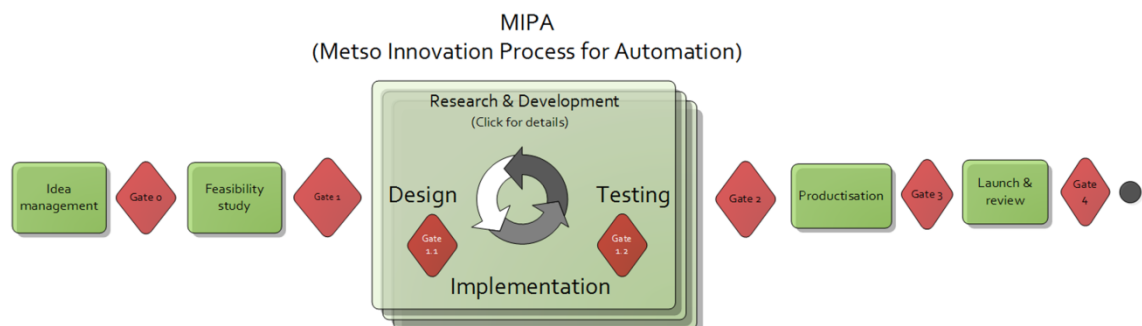 MIPA
(Metso Innovation Process for Automation)
Idea
management
Gate 0
Feasibility
study
Gate 1
Research & Development
(Click for details)
Design
Testing
Gate
1.1
Gate
1.2
Implementation
Gate 2
Productisation
Gate 3
Launch &
review
Gate
4